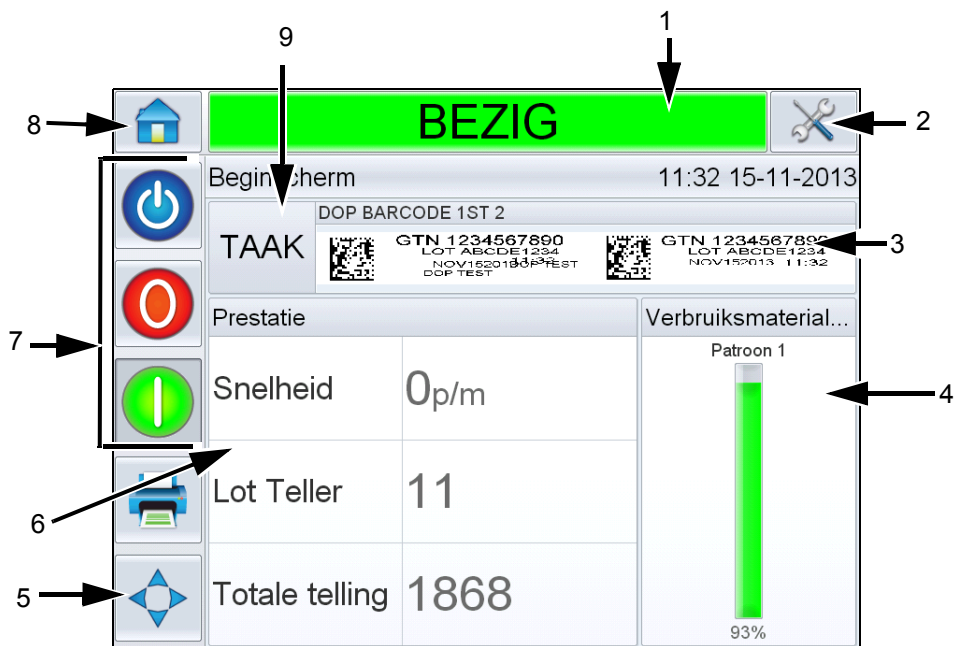 9
1
8
BEZIG
2
Begin cherm
11:32 15-11-2013
DOP BARCODE 1ST 2
TAAK
GTN 1234567890
LOT ABCDE1234
DOP TEST
GTN 1234567890
LOT ABCDE1234
NOV152013 11:32
3
7
Prestatie
Verbruiksmaterial...
Patroon 1
Snelheid
0p/m
4
Lot Teller
11
6
5
Totale telling
1868
93%